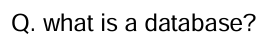 Q. what is a database?